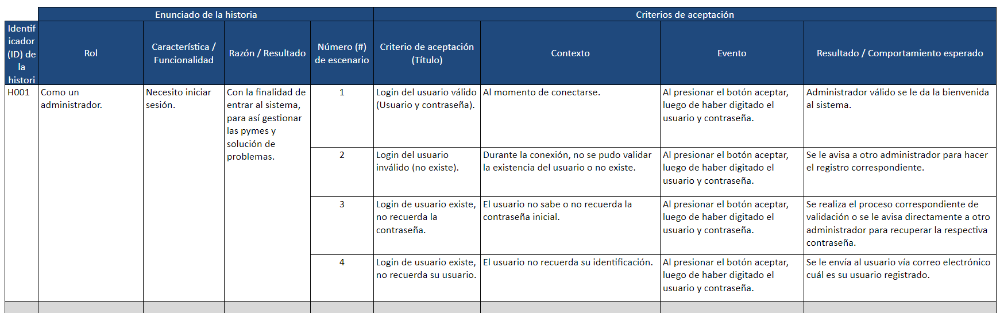 Enunciado de la historia
Criterios de aceptación
Identif
icador
(ID) de
la
histori
Rol
Característica /
Funcionalidad
Razón / Resultado
Número (#)
de escenario
Criterio de aceptación
(Título)
Contexto
Evento
Resultado / Comportamiento esperado
H001
Como un
administrador.
Necesito iniciar
sesión.
Con la finalidad de
entrar al sistema,
para así gestionar
las pymes y
solución de
problemas.
1
Login del usuario válido
(Usuario y contraseña).
Al momento de conectarse.
Al presionar el botón aceptar,
luego de haber digitado el
usuario y contraseña.
Administrador válido se le da la bienvenida
al sistema.
2
Login del usuario
inválido (no existe).
Durante la conexión, no se pudo validar
la existencia del usuario o no existe.
Al presionar el botón aceptar,
luego de haber digitado el
usuario y contraseña.
Se le avisa a otro administrador para hacer
el registro correspondiente.
3
Login de usuario existe,
no recuerda la
contraseña.
El usuario no sabe o no recuerda la
contraseña inicial.
Al presionar el botón aceptar,
luego de haber digitado el
usuario y contraseña.
Se realiza el proceso correspondiente de
validación o se le avisa directamente a otro
administrador para recuperar la respectiva
contraseña.
4
Login de usuario existe,
no recuerda su usuario.
El usuario no recuerda su identificación.
Al presionar el botón aceptar,
luego de haber digitado el
usuario y contraseña.
Se le envía al usuario vía correo electrónico
cuál es su usuario registrado.